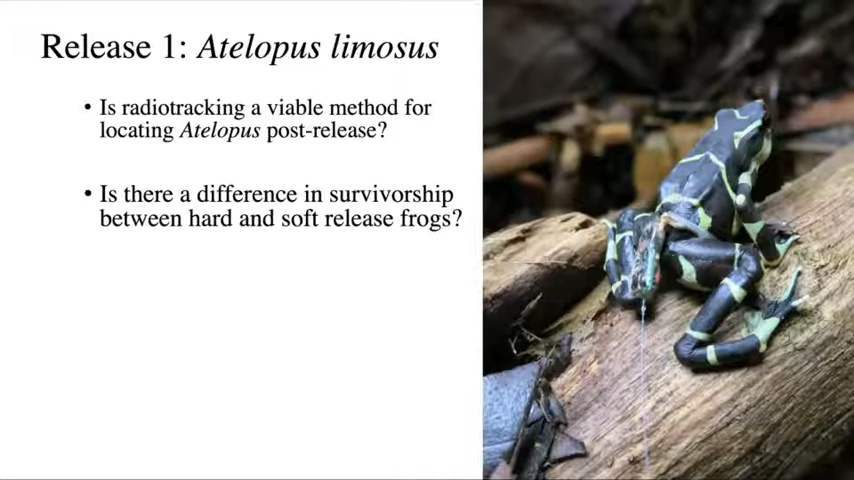 Release 1: Atelopus limosus
• Is radiotracking a viable method for
locating Atelopus post-release?
• Is there a difference in survivorship
between hard and soft release frogs?